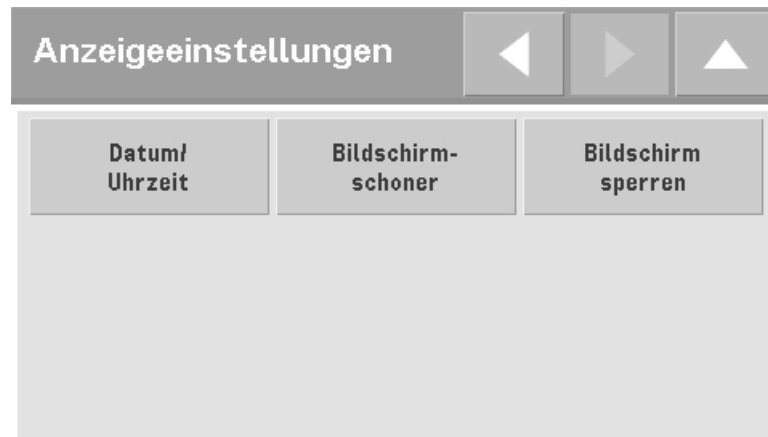 Anzeigeeinstellungen
Datum/
Uhrzeit
Bildschirm-
schoner
Bildschirm
sperren